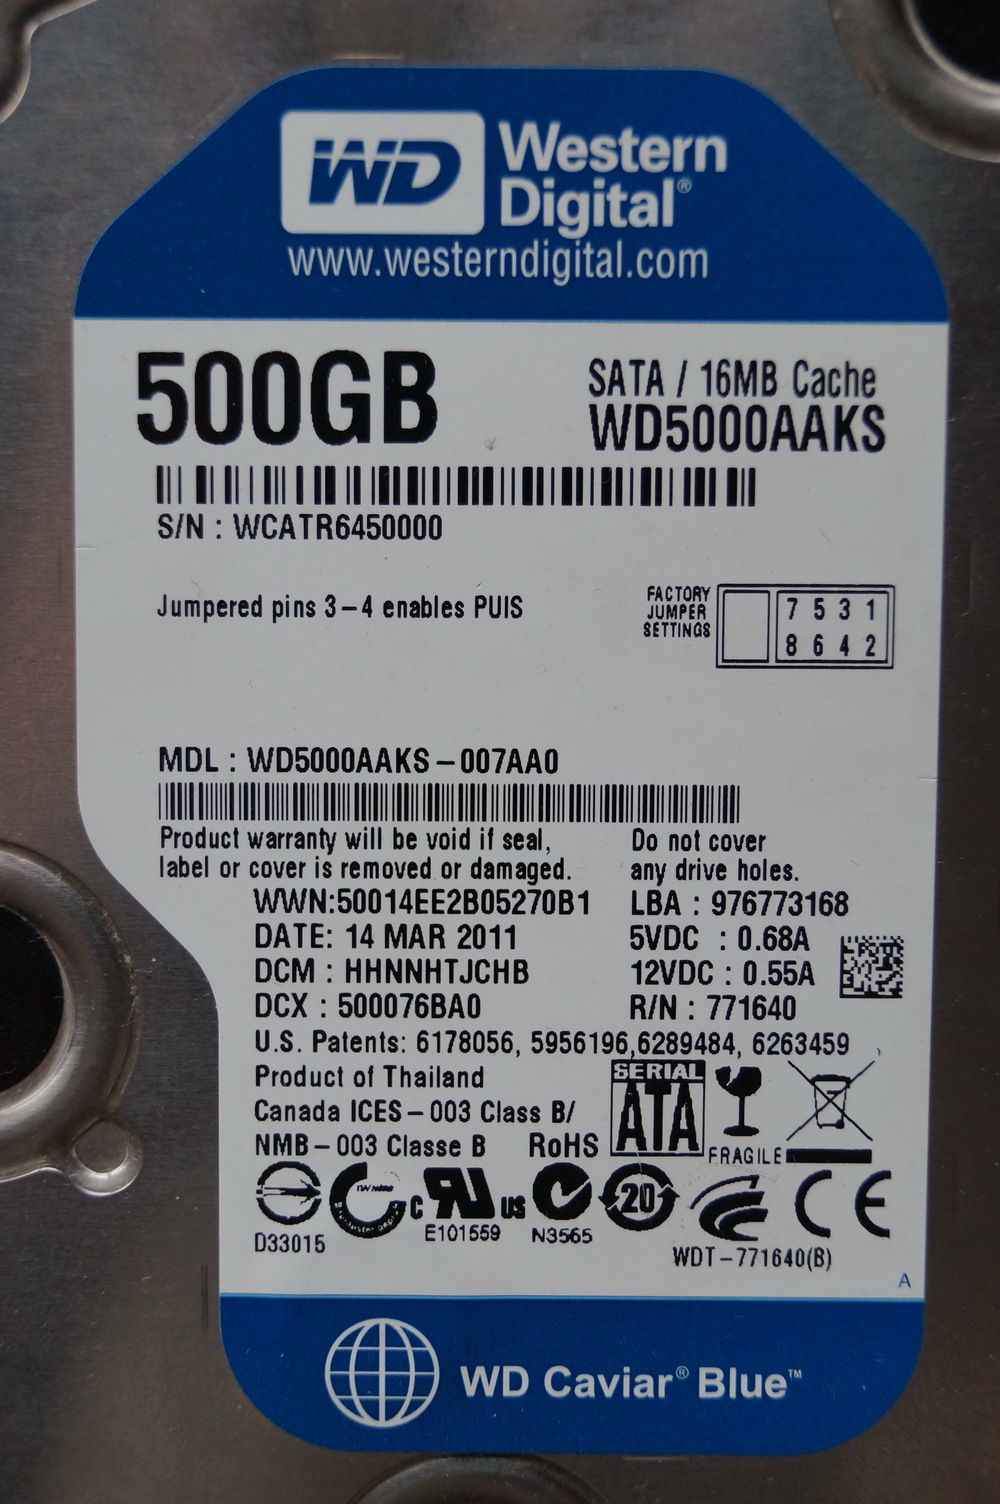 WD Western
Digital®
www.westerndigital.com
500GB
SATA / 16MB Cache
WD5000AAKS
S/N : WCATR6450000
Jumpered pins 3-4 enables PUIS
FACTORY
JUMPER
SETTINGS
7 5 3 1
8 6 4 2
MDL : WD5000AAKS-007AA0
Product warranty will be void if seal,
label or cover is removed or damaged.
Do not cover
any drive holes.
WWN:50014EE2B05270B1
LBA : 976773168
DATE: 14 MAR 2011
5VDC : 0.68A
DCM : HHNNHTJCHB
12VDC : 0.55A
DCX : 500076BA0
R/N : 771640
U.S. Patents: 6178056, 5956196,6289484, 6263459
Product of Thailand
Canada ICES-003 Class B/
NMB-003 Classe B RoHS
SERIAL
ATA
FRAGILE
D33015
c US
E101559
N3565
20
CE
WDT-771640(B)
A
WD Caviar® Blue™